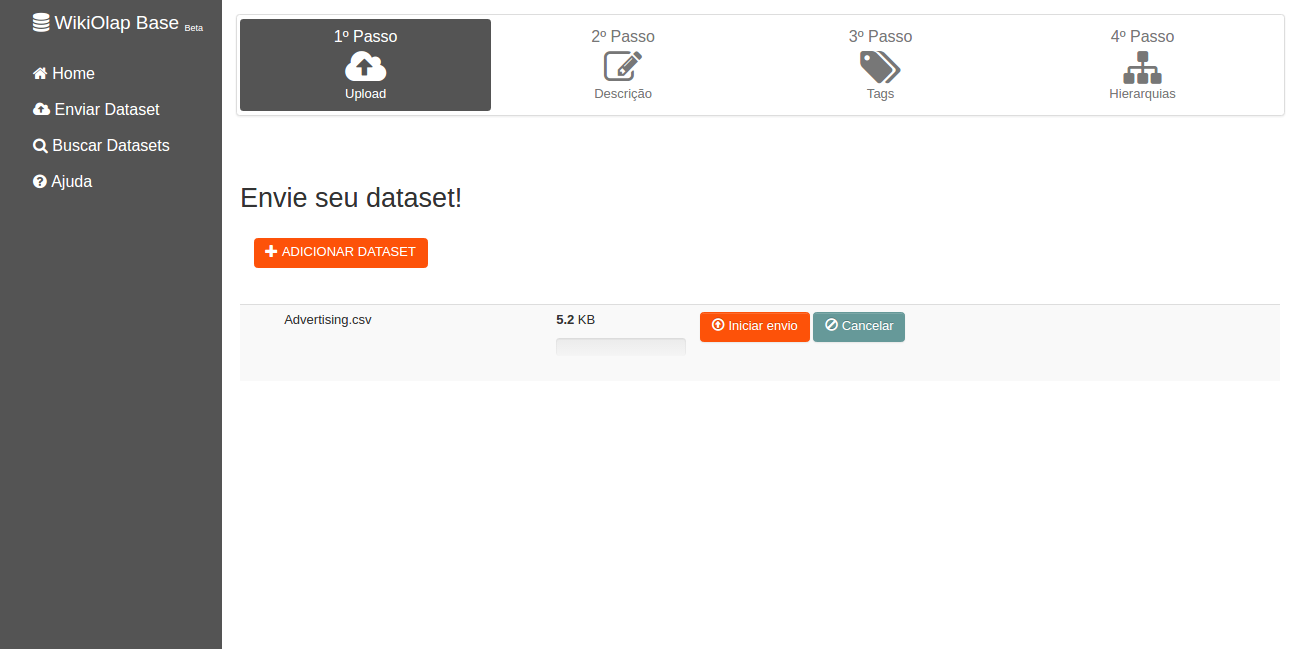 WikiOlap Base Beta
Home
Enviar Dataset
Buscar Datasets
Ajuda
1º Passo
Upload
2º Passo
Descrição
3º Passo
Tags
4º Passo
Hierarquias
Envie seu dataset!
ADICIONAR DATASET
Advertising.csv
5.2 KB
Iniciar envio
Cancelar